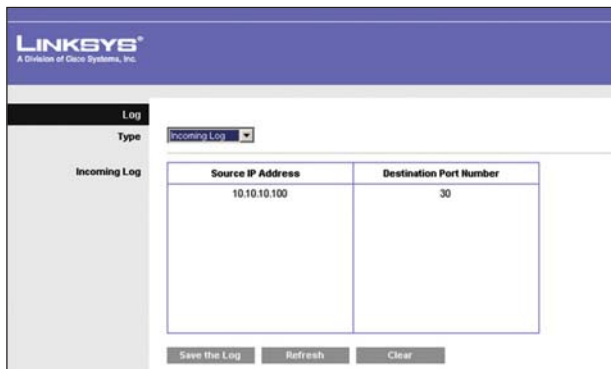 LINKSYS®
A Division of Cisco Systems, Inc.
Log
Type
Incoming Log
Incoming Log
Source IP Address
Destination Port Number
10.10.10.100
30
Save the Log
Refresh
Clear